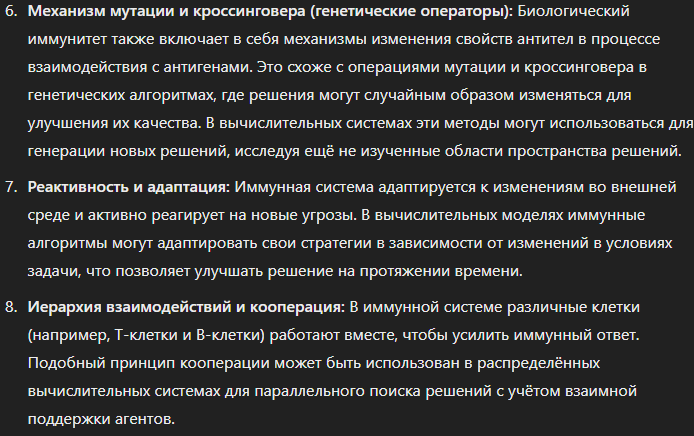 6. Механизм мутации и кроссинговера (генетические операторы): Биологический
иммунитет также включает в себя механизмы изменения свойств антител в процессе
взаимодействия с антигенами. Это схоже с операциями мутации и кроссинговера в
генетических алгоритмах, где решения могут случайным образом изменяться для
улучшения их качества. В вычислительных системах эти методы могут использоваться для
генерации новых решений, исследуя ещё не изученные области пространства решений.
7. Реактивность и адаптация: Иммунная система адаптируется к изменениям во внешней
среде и активно реагирует на новые угрозы. В вычислительных моделях иммунные
алгоритмы могут адаптировать свои стратегии в зависимости от изменений в условиях
задачи, что позволяет улучшать решение на протяжении времени.
8. Иерархия взаимодействий и кооперация: В иммунной системе различные клетки
(например, Т-клетки и В-клетки) работают вместе, чтобы усилить иммунный ответ.
Подобный принцип кооперации может быть использован в распределённых
вычислительных системах для параллельного поиска решений с учётом взаимной
поддержки агентов.